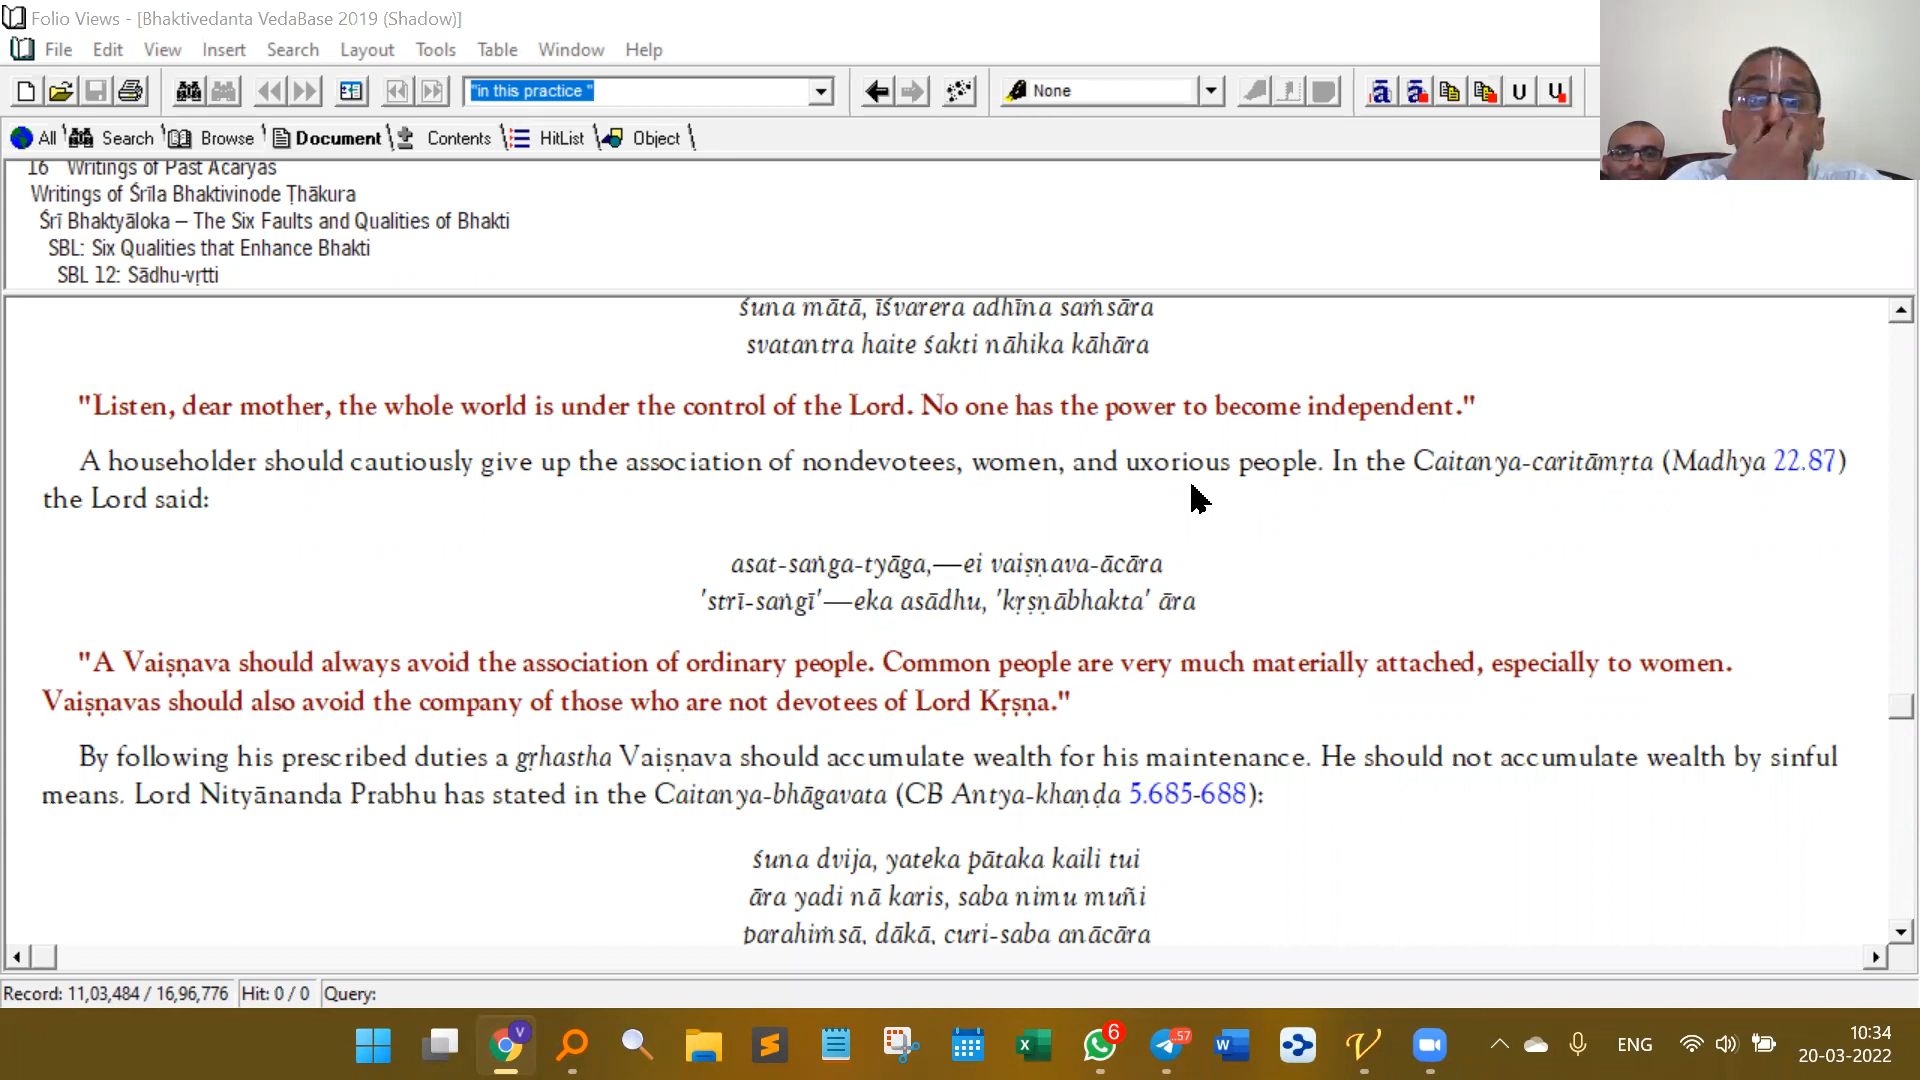 Folio Views - [Bhaktivedanta VedaBase 2019 (Shadow)]
File Edit View Insert Search Layout Tools Table Window Help
"in this practice " None
All Search Browse Document Contents HitList Object
16 Writings of Past Acaryas
Writings of Śrīla Bhaktivinode Ṭhākura
Śrī Bhaktyāloka – The Six Faults and Qualities of Bhakti
SBL: Six Qualities that Enhance Bhakti
SBL 12: Sādhu-vṛtti
śuna mātā, īśvarera adhīna saṁsāra
svatantra haite śakti nāhika kāhāra
"Listen, dear mother, the whole world is under the control of the Lord. No one has the power to become independent."
A householder should cautiously give up the association of nondevotees, women, and uxorious people. In the Caitanya-caritāmṛta (Madhya 22.87)
the Lord said:
asat-saṅga-tyāga,—ei vaiṣṇava-ācāra
'strī-saṅgī'—eka asādhu, 'kṛṣṇābhakta' āra
"A Vaiṣṇava should always avoid the association of ordinary people. Common people are very much materially attached, especially to women.
Vaiṣṇavas should also avoid the company of those who are not devotees of Lord Kṛṣṇa."
By following his prescribed duties a gṛhastha Vaiṣṇava should accumulate wealth for his maintenance. He should not accumulate wealth by sinful
means. Lord Nityānanda Prabhu has stated in the Caitanya-bhāgavata (CB Antya-khaṇḍa 5.685-688):
śuna dvija, yateka pātaka kaili tui
āra yadi nā karis, saba nimu muñi
parahiṁsā, dākā, curi-saba anācāra
Record: 11,03,484 / 16,96,776 Hit: 0 / 0 Query:
V 6 57 ENG 10:34
20-03-2022